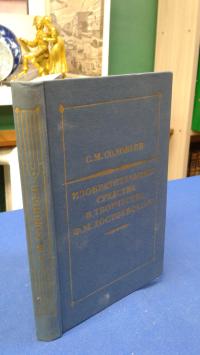 С. М. СОЛОВЬЕВ
ИЗОБРАЗИТЕЛЬНЫЕ
СРЕДСТВА
В ТВОРЧЕСТВЕ
Ф. М. ДОСТОЕВСКОГО